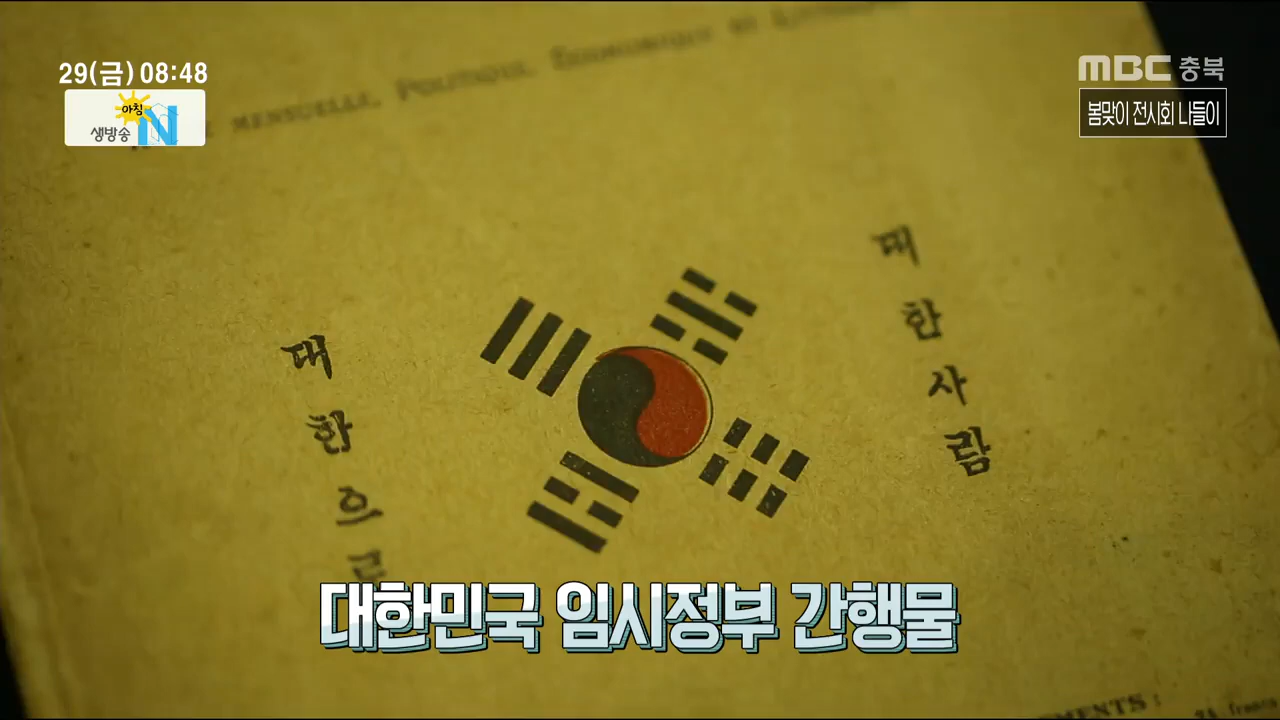 29(금) 08:48
아침
생방송 N
MBC 충북
봄맞이 전시회 나들이
MENSUELLE, POLITIQUE, ECONOMIQUE ET
대한사람
대한으로
대한민국 임시정부 간행물